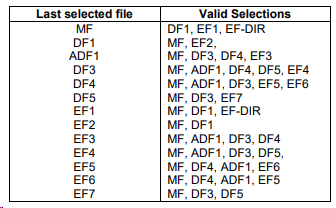 Last selected file Valid Selections
MF DF1, EF1, EF-DIR
DF1 MF, EF2,
ADF1 MF, DF3, DF4, EF3
DF3 MF, ADF1, DF4, DF5, EF4
DF4 MF, ADF1, DF3, EF5, EF6
DF5 MF, DF3, EF7
EF1 MF, DF1, EF-DIR
EF2 MF, DF1
EF3 MF, ADF1, DF3, DF4
EF4 MF, ADF1, DF3, DF5,
EF5 MF, DF4, ADF1, EF6
EF6 MF, DF4, ADF1, EF5
EF7 MF, DF3, DF5